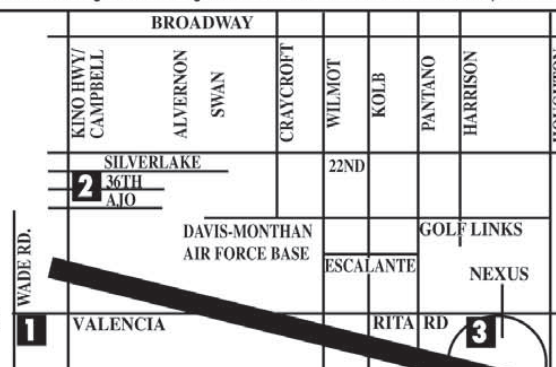 BROADWAY
KINO HWY/
CAMPBELL
ALVERNON
SWAN
CRAYCROFT
WILMOT
KOLB
PANTANO
HARRISON
SILVERLAKE
22ND
2
36TH
AJO
DAVIS-MONTHAN
AIR FORCE BASE
GOLF LINKS
ESCALANTE
NEXUS
WADE RD.
1
VALENCIA
RITA RD
3